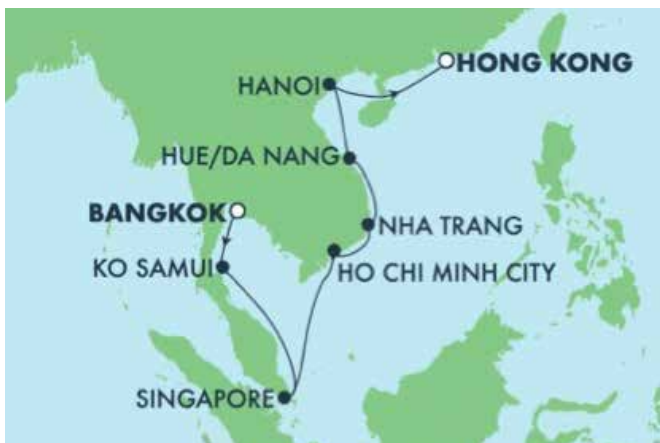 HONG KONG
HANOI
HUE/DA NANG
BANGKOK
NHA TRANG
KO SAMUI
HO CHI MINH CITY
SINGAPORE